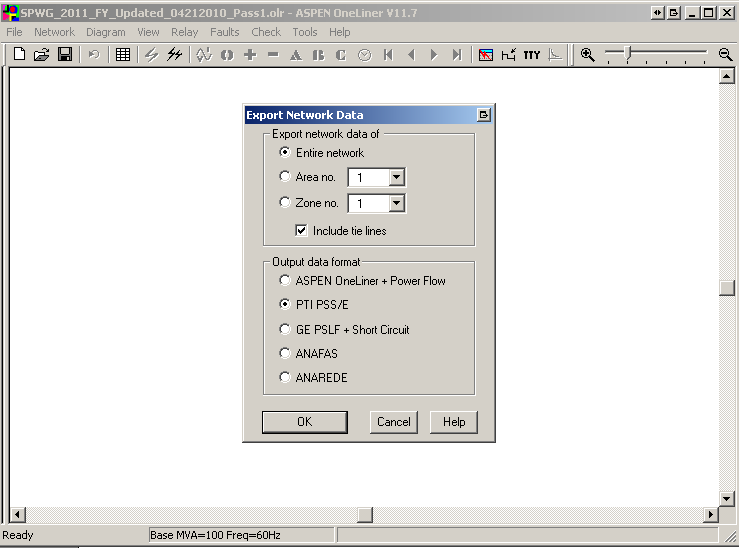 SPWG_2011_FY_Updated_04212010_Pass1.olr - ASPEN OneLiner V11.7
File Network Diagram View Relay Faults Check Tools Help
A B C TTY
Export Network Data
Export network data of
Entire network
Area no. 1
Zone no. 1
Include tie lines
Output data format
ASPEN OneLiner + Power Flow
PTI PSS/E
GE PSLF + Short Circuit
ANAFAS
ANAREDE
OK Cancel Help
Ready Base MVA=100 Freq=60Hz